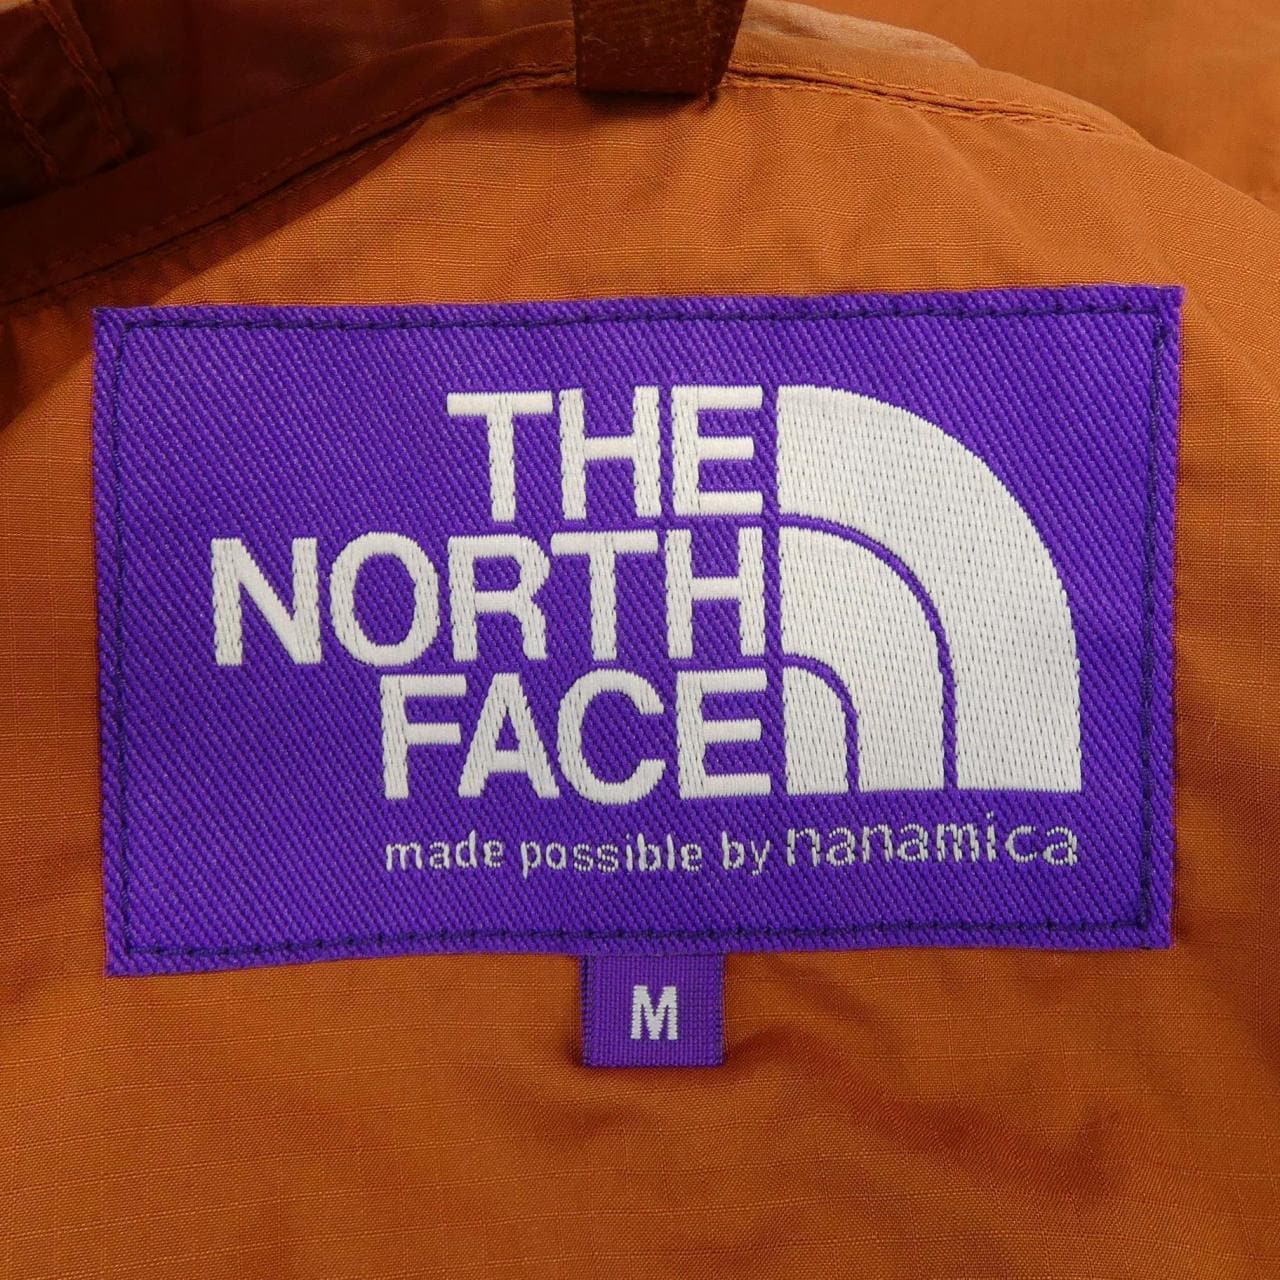 THE
NORTH
FACE
made possible by nanamica
M